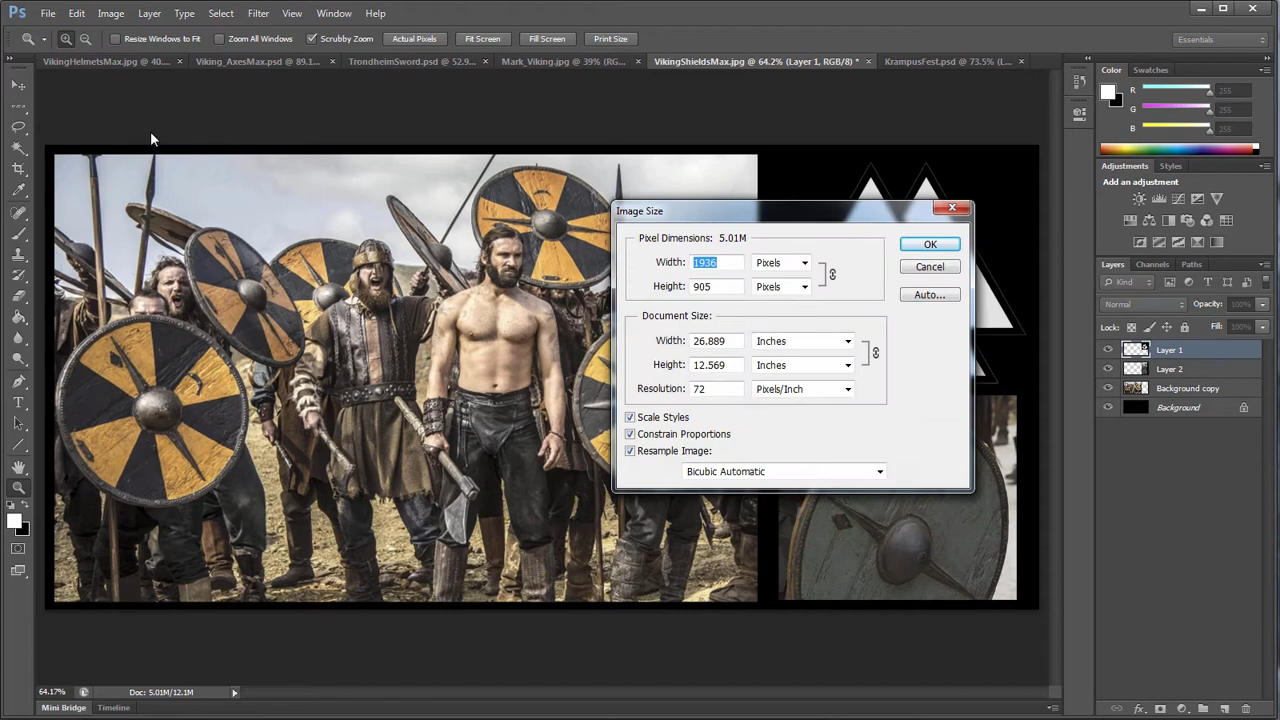 Ps File Edit Image Layer Type Select Filter View Window Help
Resize Windows to Fit Zoom All Windows Scrubby Zoom Actual Pixels Fit Screen Fill Screen Print Size Essentials
VikingHelmetsMax.jpg @ 40.... × Viking_AxesMax.psd @ 89.1... × TrondheimSword.psd @ 52.9... × Mark_Viking.jpg @ 39% (RG... × VikingShieldsMax.jpg @ 64.2% (Layer 1, RGB/8) * × KrampusFest.psd @ 73.5% (... ×
Color Swatches
R 255
G 255
B 255
Adjustments Styles
Add an adjustment
Layers Channels Paths
Kind
Normal Opacity: 100%
Lock: Fill: 100%
Layer 1
Layer 2
Background copy
Background
Image Size
Pixel Dimensions: 5.01M
Width: 1936 Pixels
Height: 905 Pixels
OK
Cancel
Auto...
Document Size:
Width: 26.889 Inches
Height: 12.569 Inches
Resolution: 72 Pixels/Inch
Scale Styles
Constrain Proportions
Resample Image:
Bicubic Automatic
64.17% Doc: 5.01M/12.1M
Mini Bridge Timeline